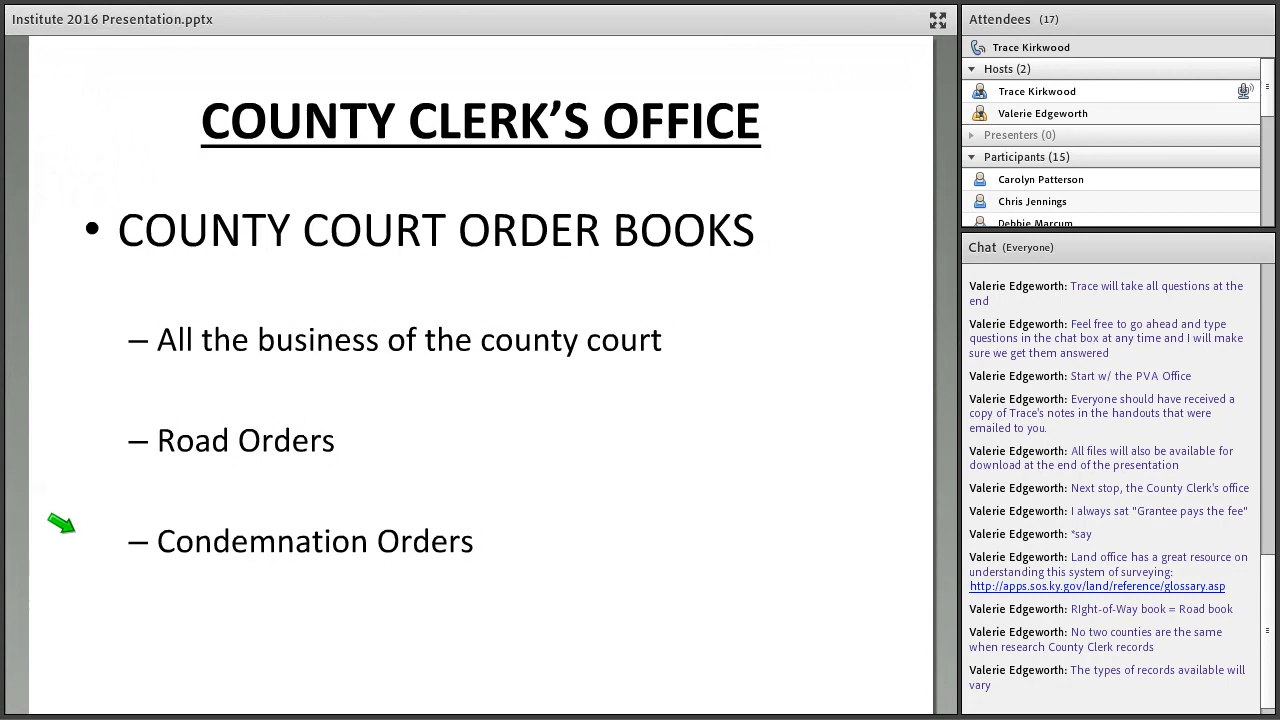 Institute 2016 Presentation.pptx
COUNTY CLERK’S OFFICE
• COUNTY COURT ORDER BOOKS
– All the business of the county court
– Road Orders
– Condemnation Orders
Attendees (17)
Trace Kirkwood
Hosts (2)
Trace Kirkwood
Valerie Edgeworth
Presenters (0)
Participants (15)
Carolyn Patterson
Chris Jennings
Debbie Marcum
Chat (Everyone)
Valerie Edgeworth: Trace will take all questions at the
end
Valerie Edgeworth: Feel free to go ahead and type
questions in the chat box at any time and I will make
sure we get them answered
Valerie Edgeworth: Start w/ the PVA Office
Valerie Edgeworth: Everyone should have received a
copy of Trace's notes in the handouts that were
emailed to you.
Valerie Edgeworth: All files will also be available for
download at the end of the presentation
Valerie Edgeworth: Next stop, the County Clerk's office
Valerie Edgeworth: I always sat "Grantee pays the fee"
Valerie Edgeworth: *say
Valerie Edgeworth: Land office has a great resource on
understanding this system of surveying:
http://apps.sos.ky.gov/land/reference/glossary.asp
Valerie Edgeworth: RIght-of-Way book = Road book
Valerie Edgeworth: No two counties are the same
when research County Clerk records
Valerie Edgeworth: The types of records available will
vary